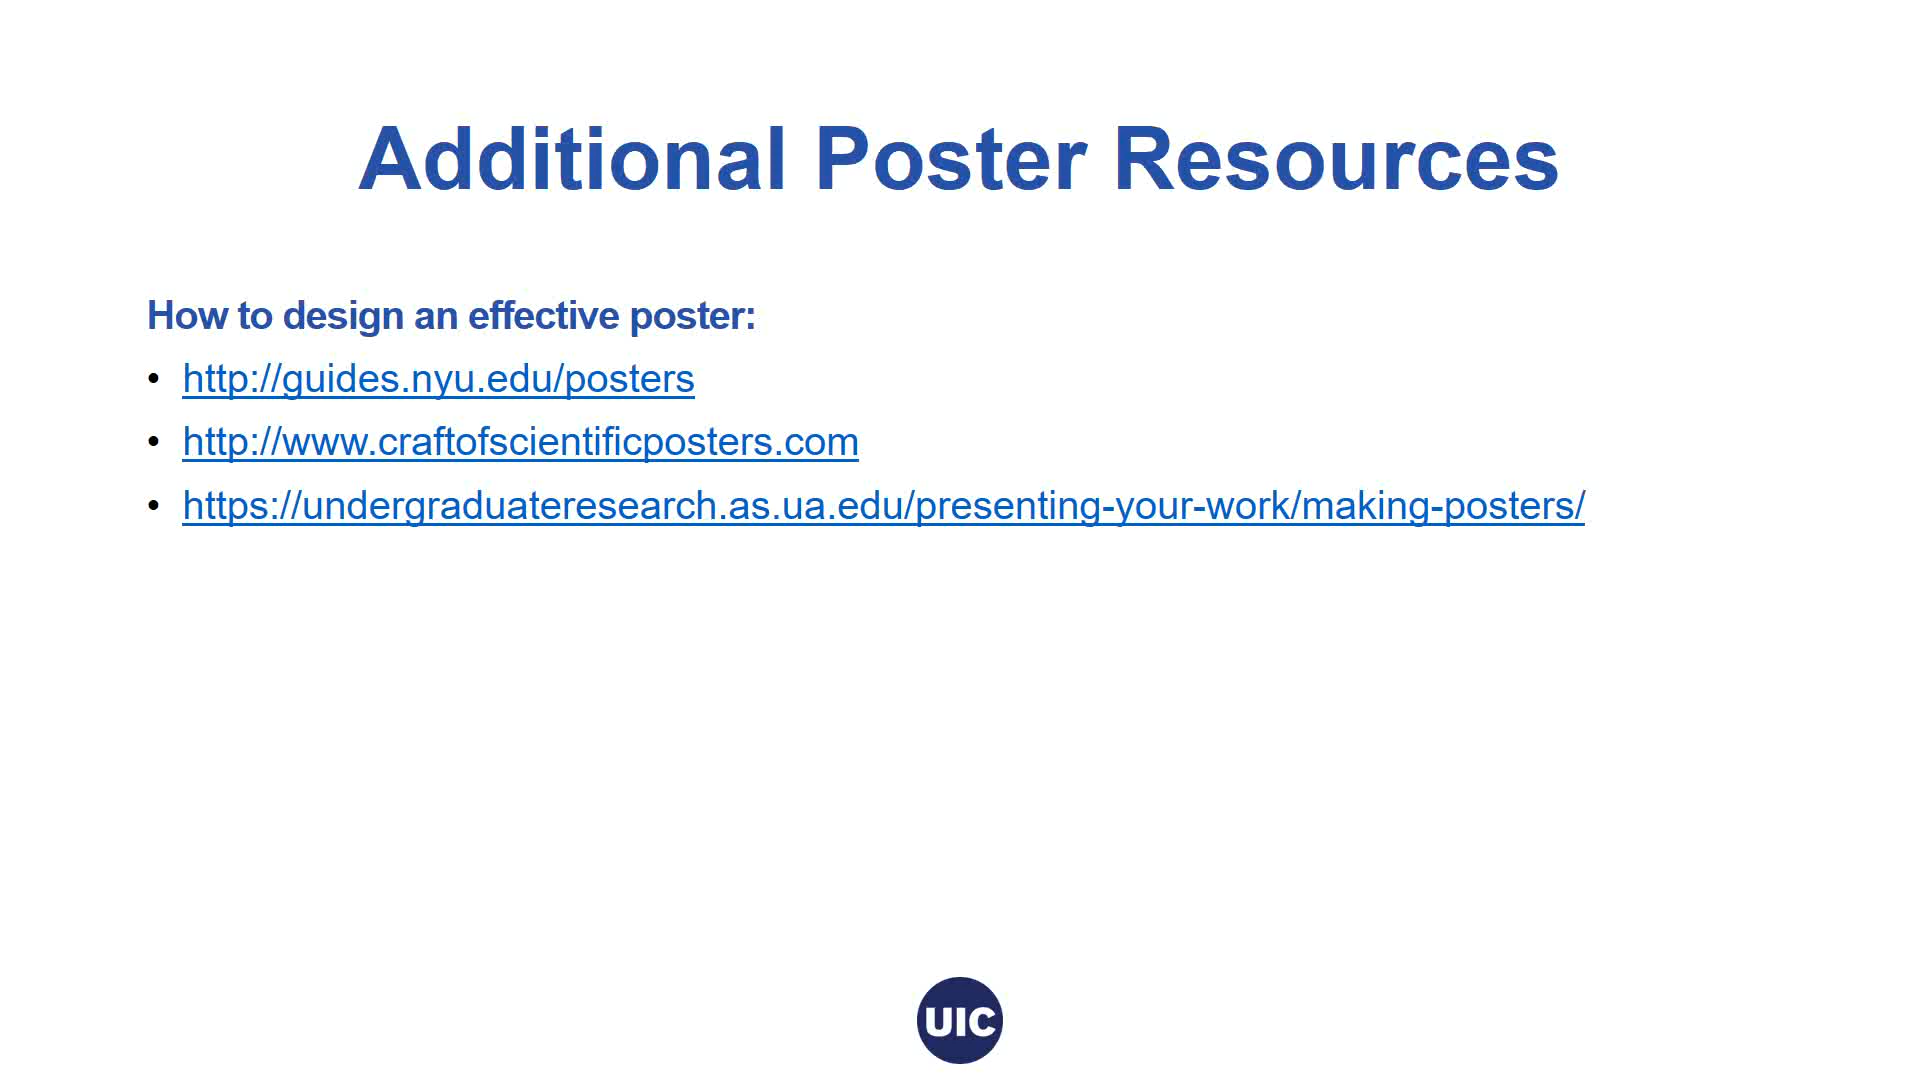 Additional Poster Resources
How to design an effective poster:
• http://guides.nyu.edu/posters
• http://www.craftofscientificposters.com
• https://undergraduateresearch.as.ua.edu/presenting-your-work/making-posters/
UIC